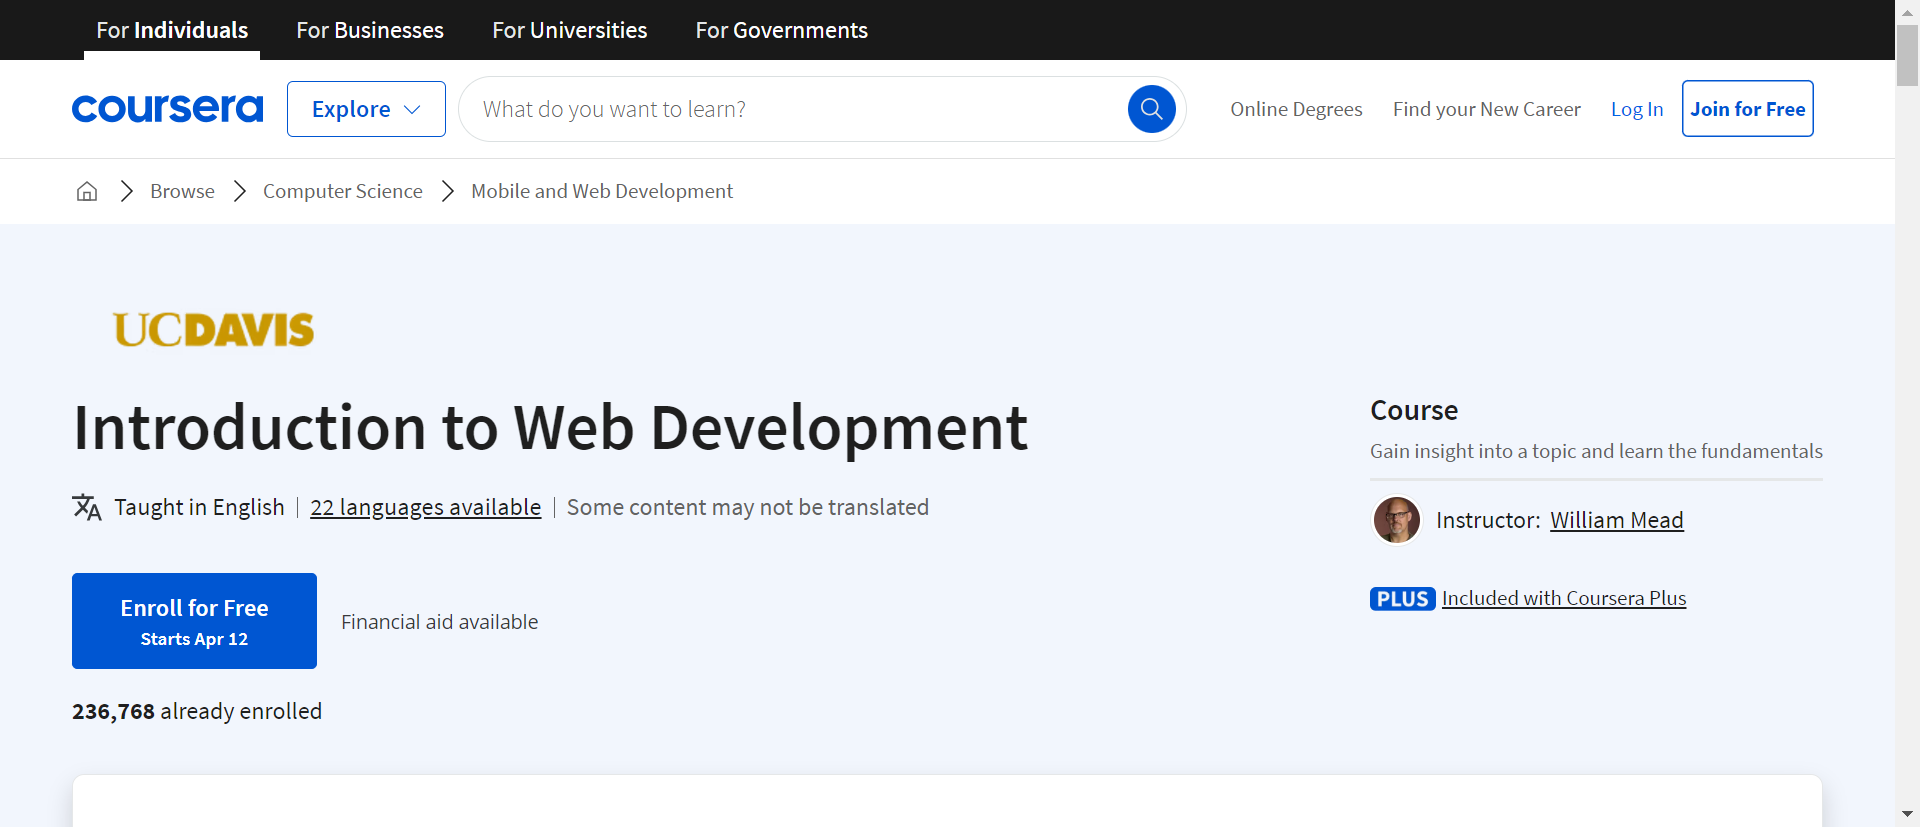 For Individuals For Businesses For Universities For Governments
coursera Explore What do you want to learn? Online Degrees Find your New Career Log In Join for Free
Browse Computer Science Mobile and Web Development
UCDAVIS
Introduction to Web Development
Taught in English 22 languages available Some content may not be translated
Enroll for Free
Starts Apr 12
Financial aid available
236,768 already enrolled
Course
Gain insight into a topic and learn the fundamentals
Instructor: William Mead
PLUS Included with Coursera Plus